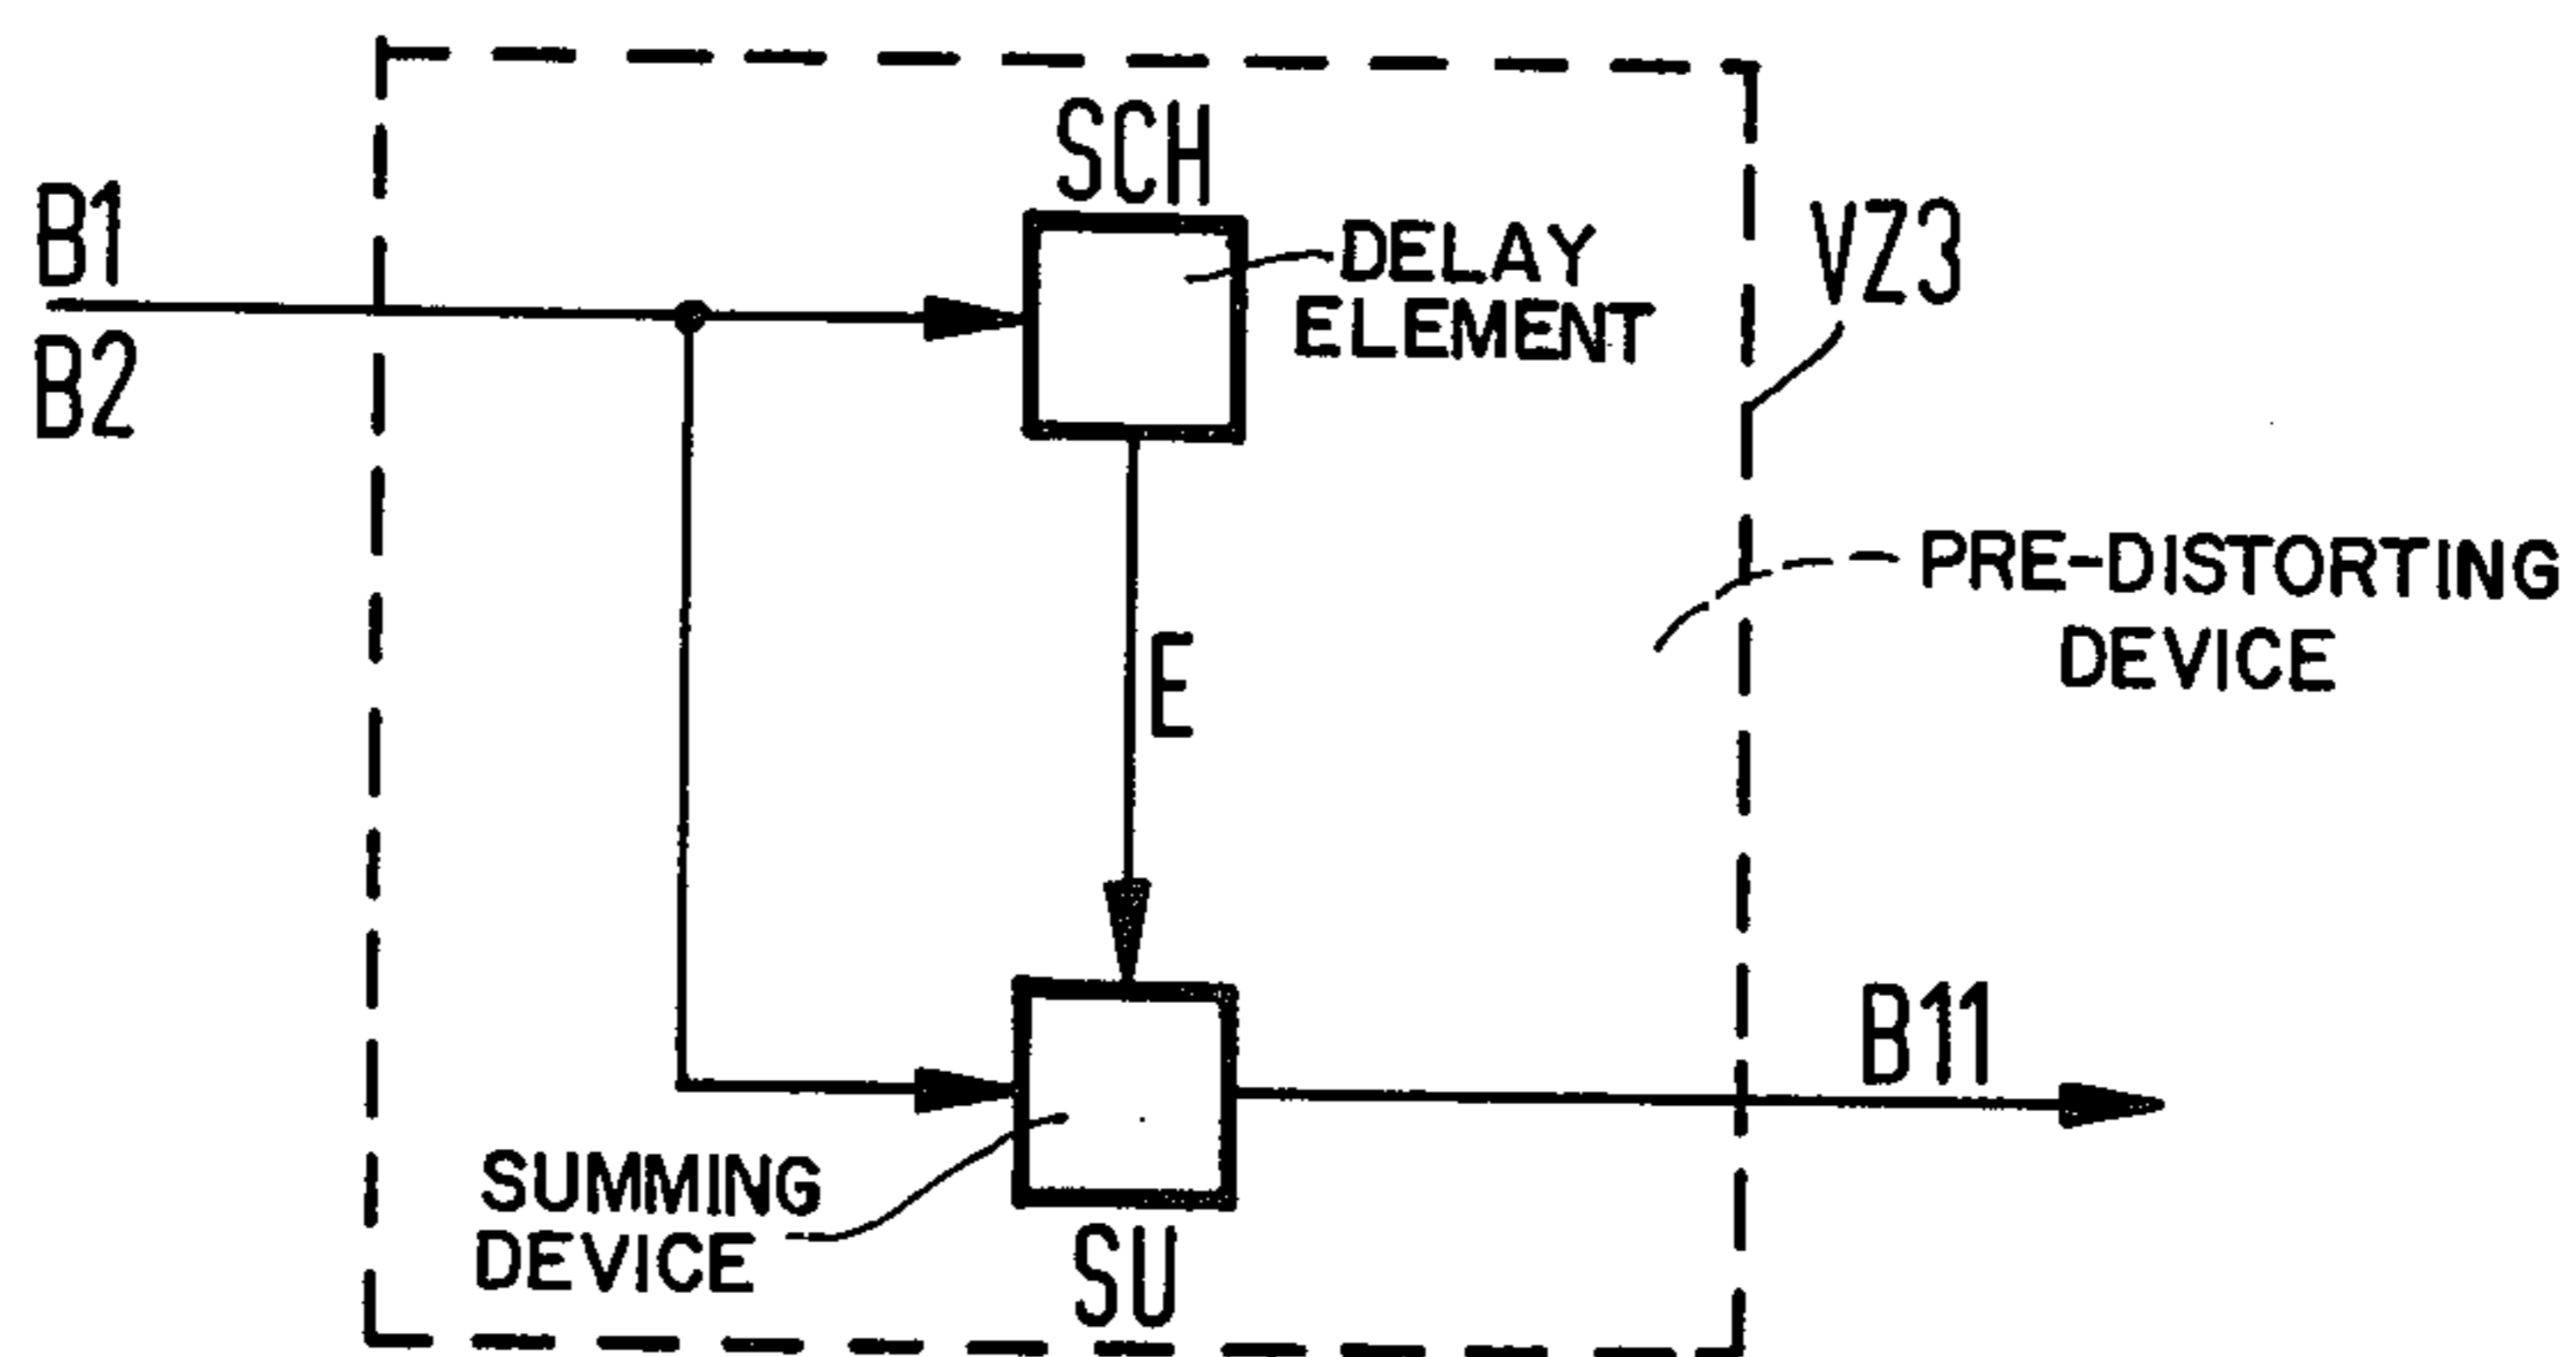 SCH
B1
DELAY
ELEMENT
VZ3
B2
PRE-DISTORTING
DEVICE
E
B11
SUMMING
DEVICE
SU